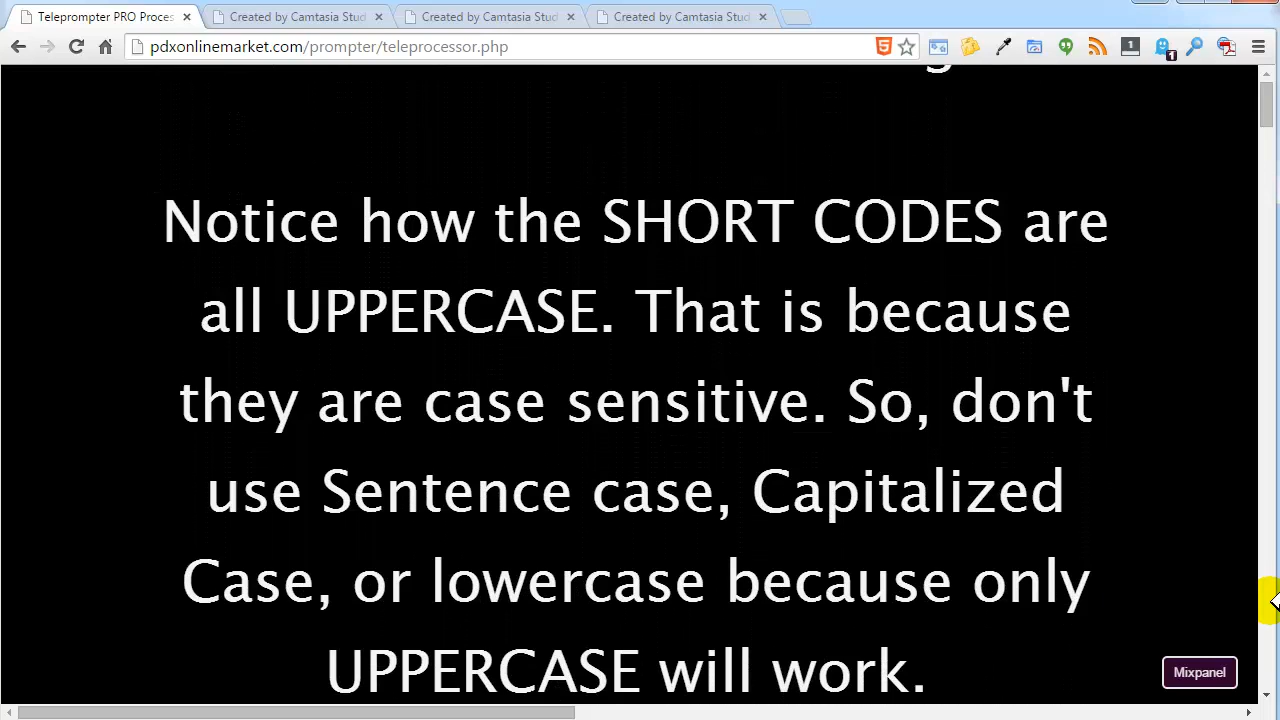 Teleprompter PRO Proces
Created by Camtasia Stud
Created by Camtasia Stud
Created by Camtasia Stud
pdxonlinemarket.com/prompter/teleprocessor.php
1
1
Notice how the SHORT CODES are
all UPPERCASE. That is because
they are case sensitive. So, don't
use Sentence case, Capitalized
Case, or lowercase because only
UPPERCASE will work.
Mixpanel